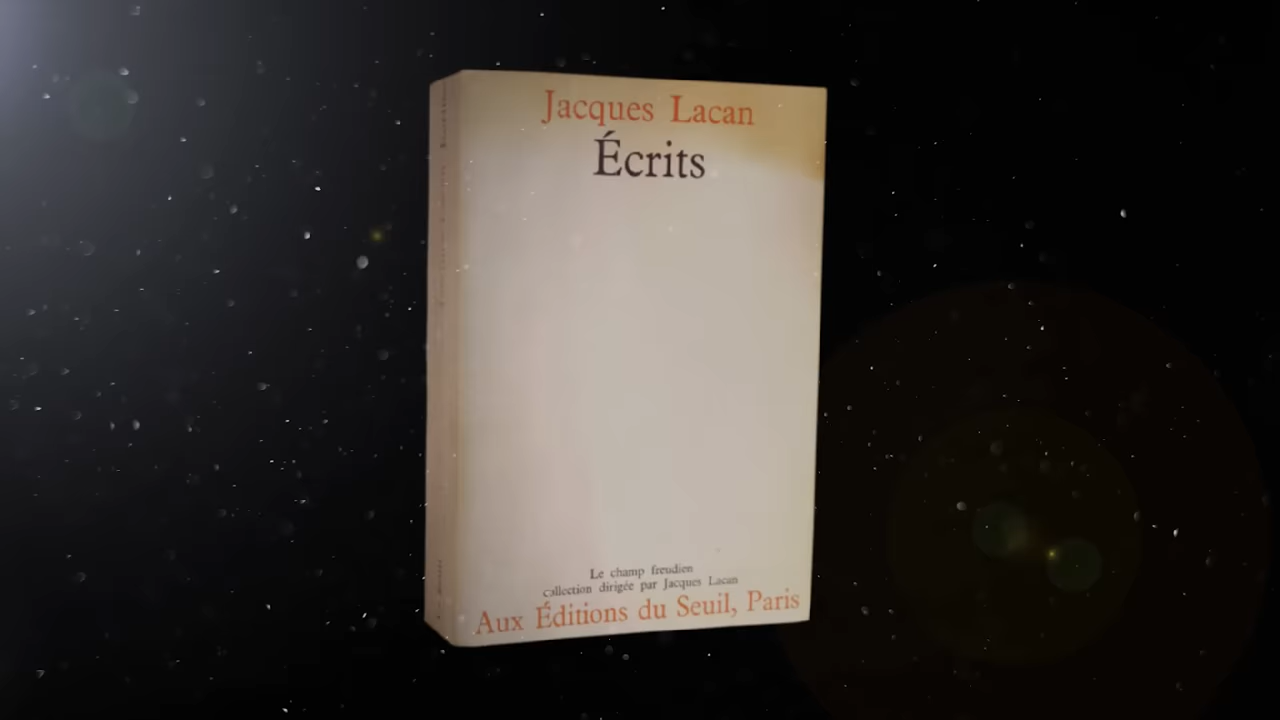 Jacques Lacan
Écrits
Le champ freudien
collection dirigée par Jacques Lacan
Aux Éditions du Seuil, Paris